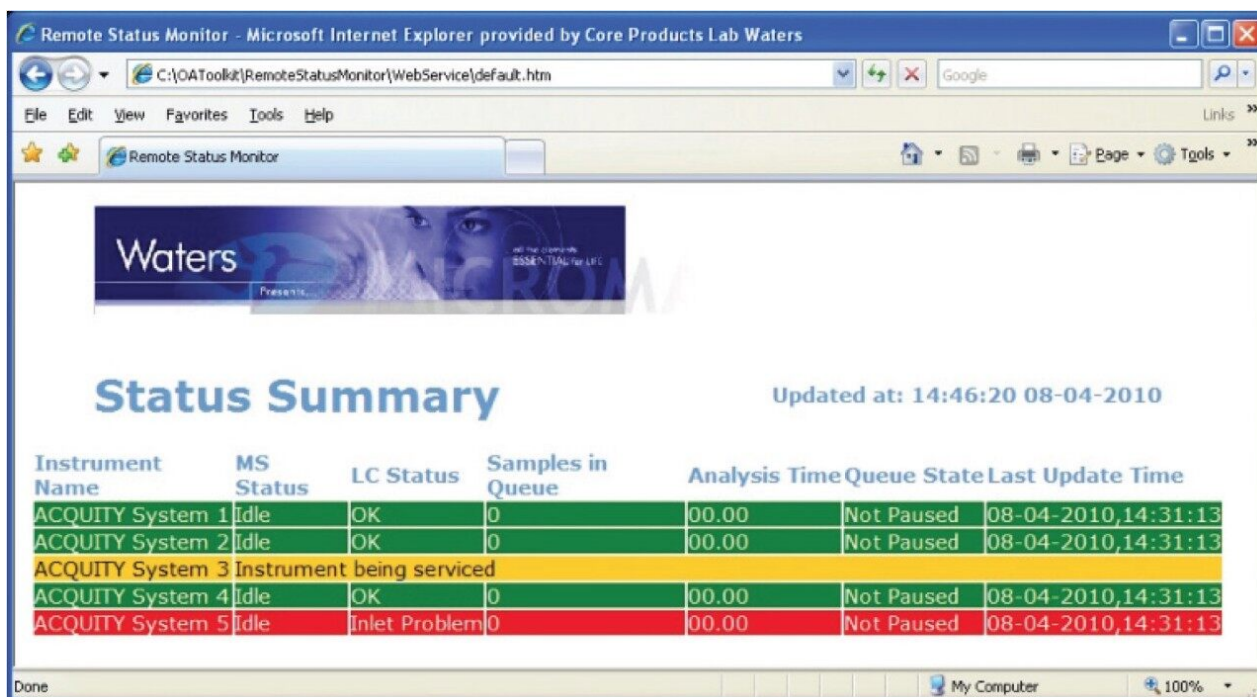 Remote Status Monitor - Microsoft Internet Explorer provided by Core Products Lab Waters
C:\OAToolkit\RemoteStatusMonitor\WebService\default.htm
Google
File Edit View Favorites Tools Help
Links
Remote Status Monitor
Page Tools
Waters
all the elements
ESSENTIAL for LIFE
Presents...
MICROMA
Status Summary
Updated at: 14:46:20 08-04-2010
Instrument Name MS Status LC Status Samples in Queue Analysis Time Queue State Last Update Time
ACQUITY System 1 Idle OK 0 00.00 Not Paused 08-04-2010,14:31:13
ACQUITY System 2 Idle OK 0 00.00 Not Paused 08-04-2010,14:31:13
ACQUITY System 3 Instrument being serviced
ACQUITY System 4 Idle OK 0 00.00 Not Paused 08-04-2010,14:31:13
ACQUITY System 5 Idle Inlet Problem 0 00.00 Not Paused 08-04-2010,14:31:13
Done
My Computer
100%